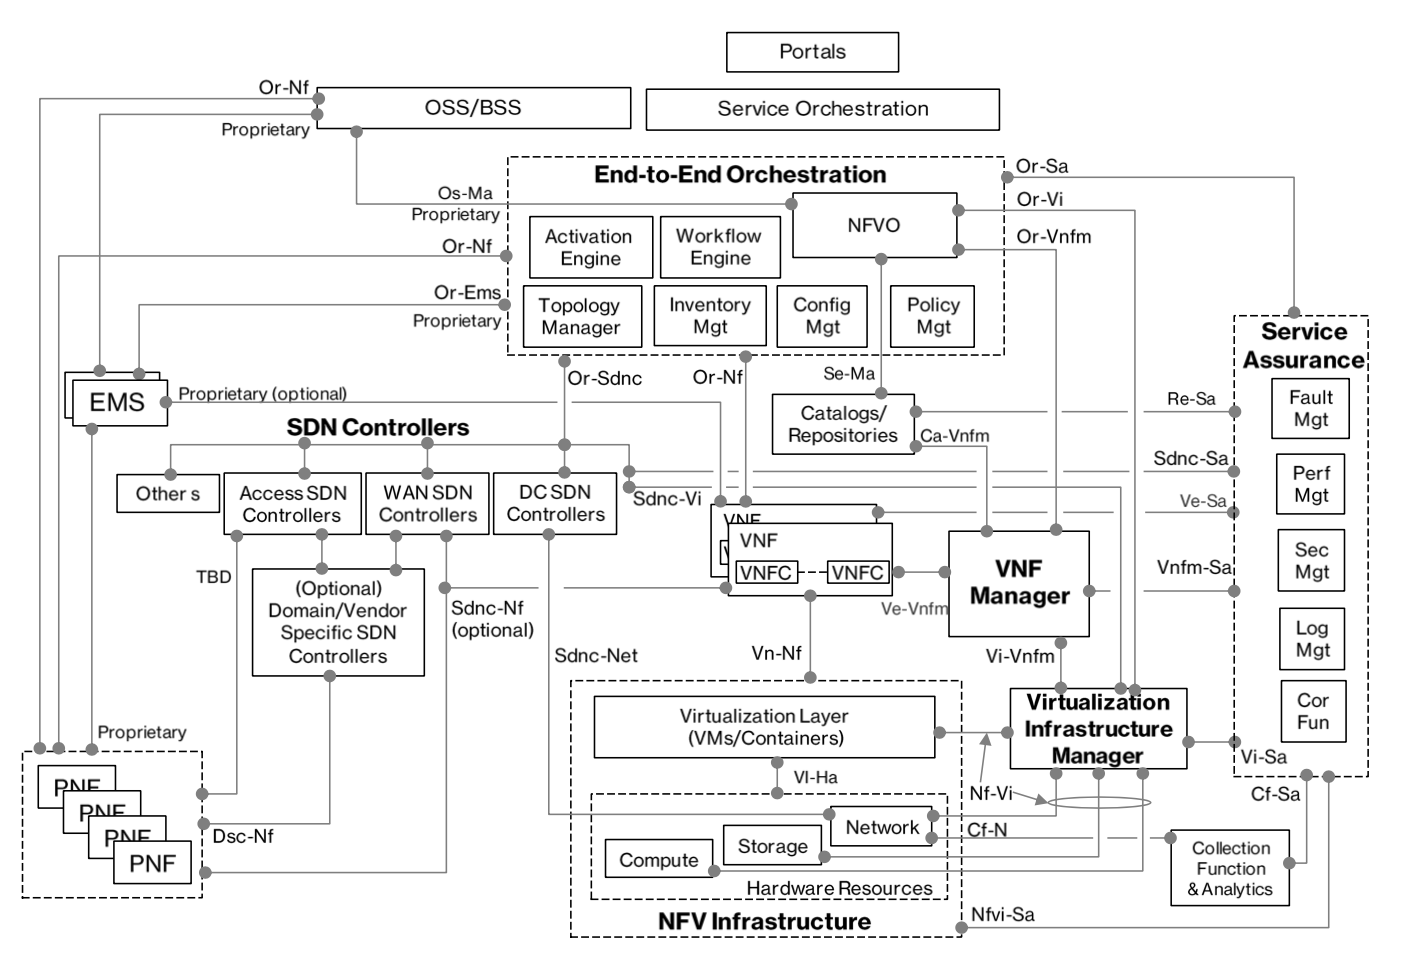 Portals
Or-Nf
OSS/BSS
Service Orchestration
Proprietary
End-to-End Orchestration
Or-Sa
Os-Ma
Proprietary
NFVO
Or-Vi
Activation
Engine
Workflow
Engine
Or-Nf
Or-Vnfm
Or-Ems
Proprietary
Topology
Manager
Inventory
Mgt
Config
Mgt
Policy
Mgt
Service
Assurance
Or-Sdnc
Or-Nf
Se-Ma
EMS
Proprietary (optional)
Catalogs/
Repositories
Re-Sa
Fault
Mgt
SDN Controllers
Ca-Vnfm
Sdnc-Sa
Other s
Access SDN
Controllers
WAN SDN
Controllers
DC SDN
Controllers
Sdnc-Vi
Perf
Mgt
Ve-Sa
VNF
VNF
VNFC
VNFC
VNF
Manager
Sec
Mgt
Vnfm-Sa
TBD
(Optional)
Domain/Vendor
Specific SDN
Controllers
Sdnc-Nf
(optional)
Ve-Vnfm
Log
Mgt
Sdnc-Net
Vn-Nf
Vi-Vnfm
Cor
Fun
Proprietary
Virtualization Layer
(VMs/Containers)
Virtualization
Infrastructure
Manager
Vi-Sa
PNF
PNF
PNF
PNF
VI-Ha
Nf-Vi
Cf-Sa
Dsc-Nf
Network
Cf-N
Storage
Compute
Collection
Function
& Analytics
Hardware Resources
NFV Infrastructure
Nfvi-Sa